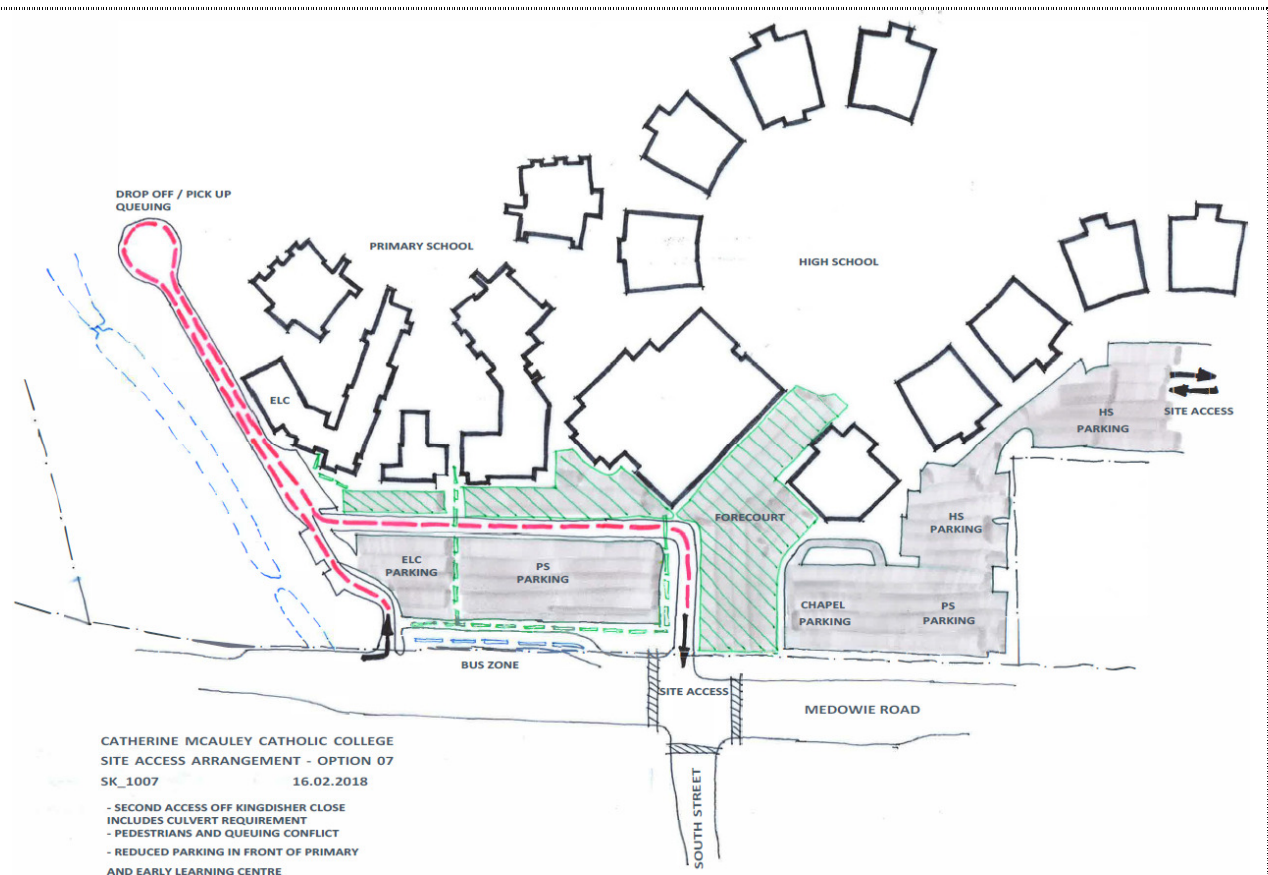 DROP OFF / PICK UP
QUEUING
PRIMARY SCHOOL
HIGH SCHOOL
ELC
HS
PARKING
SITE ACCESS
FORECOURT
HS
PARKING
ELC
PARKING
PS
PARKING
CHAPEL
PARKING
PS
PARKING
BUS ZONE
SITE ACCESS
MEDOWIE ROAD
SOUTH STREET
CATHERINE MCAULEY CATHOLIC COLLEGE
SITE ACCESS ARRANGEMENT - OPTION 07
SK_1007 16.02.2018
- SECOND ACCESS OFF KINGDISHER CLOSE
INCLUDES CULVERT REQUIREMENT
- PEDESTRIANS AND QUEUING CONFLICT
- REDUCED PARKING IN FRONT OF PRIMARY
AND EARLY LEARNING CENTRE